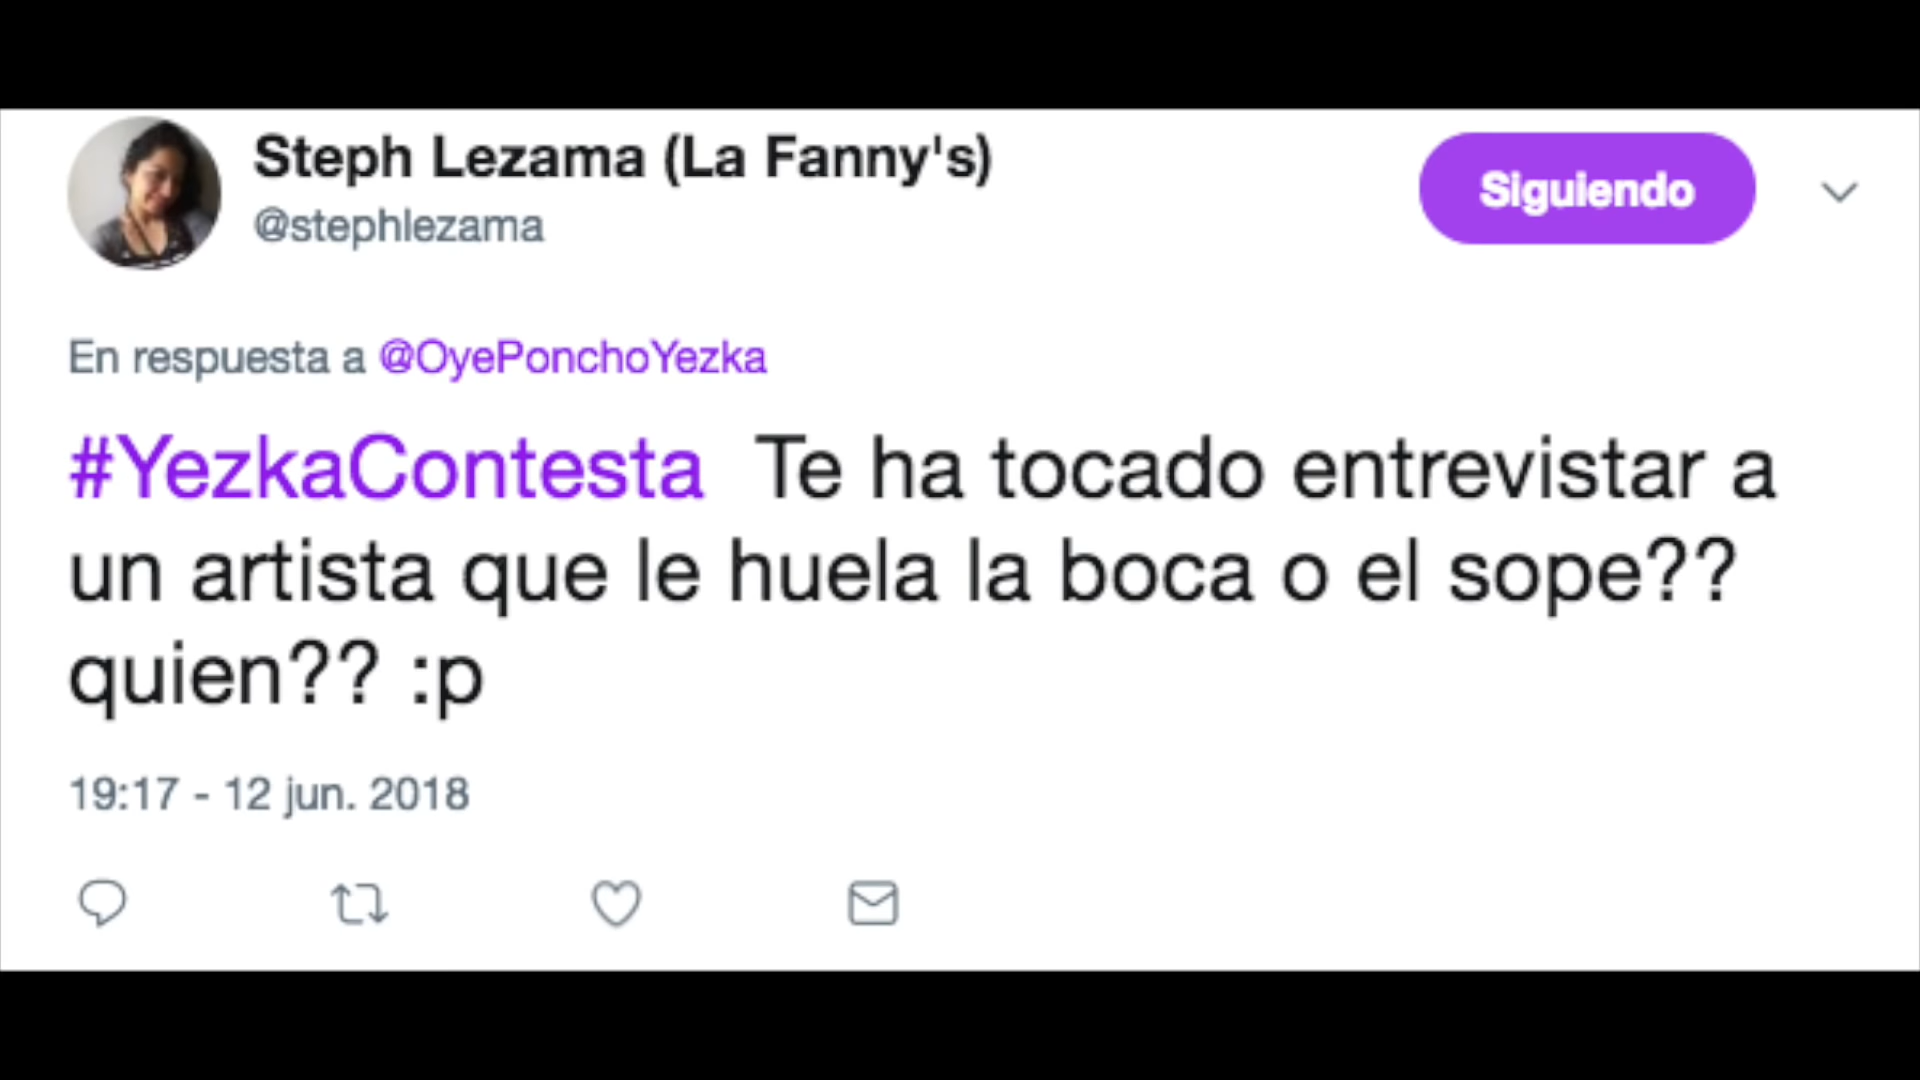 Steph Lezama (La Fanny's)
@stephlezama
Siguiendo
En respuesta a @OyePonchoYezka
#YezkaContesta Te ha tocado entrevistar a
un artista que le huela la boca o el sope??
quien?? :p
19:17 - 12 jun. 2018